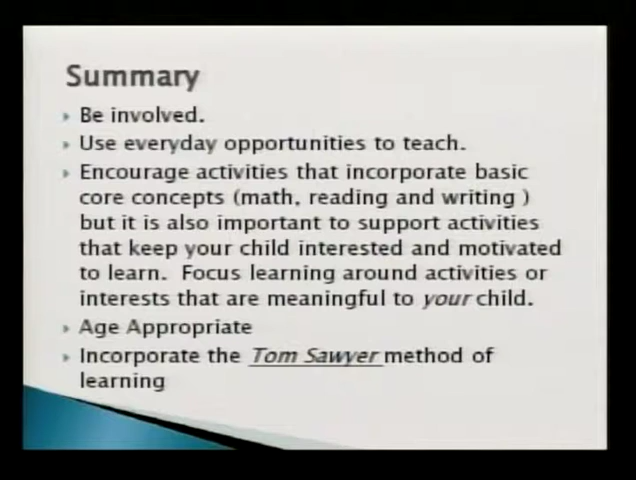 Summary
Be involved.
Use everyday opportunities to teach.
Encourage activities that incorporate basic
core concepts (math, reading and writing )
but it is also important to support activities
that keep your child interested and motivated
to learn. Focus learning around activities or
interests that are meaningful to your child.
Age Appropriate
Incorporate the Tom Sawyer method of
learning